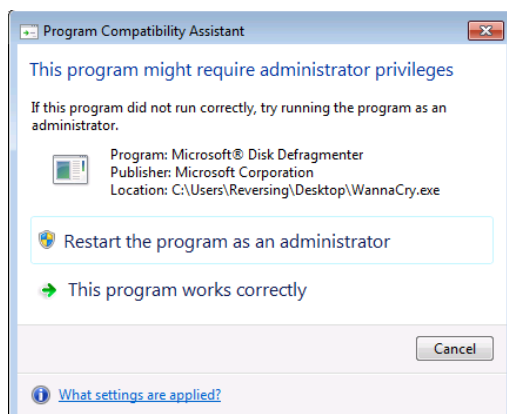 Program Compatibility Assistant
This program might require administrator privileges
If this program did not run correctly, try running the program as an
administrator.
Program: Microsoft® Disk Defragmenter
Publisher: Microsoft Corporation
Location: C:\Users\Reversing\Desktop\WannaCry.exe
Restart the program as an administrator
This program works correctly
Cancel
What settings are applied?